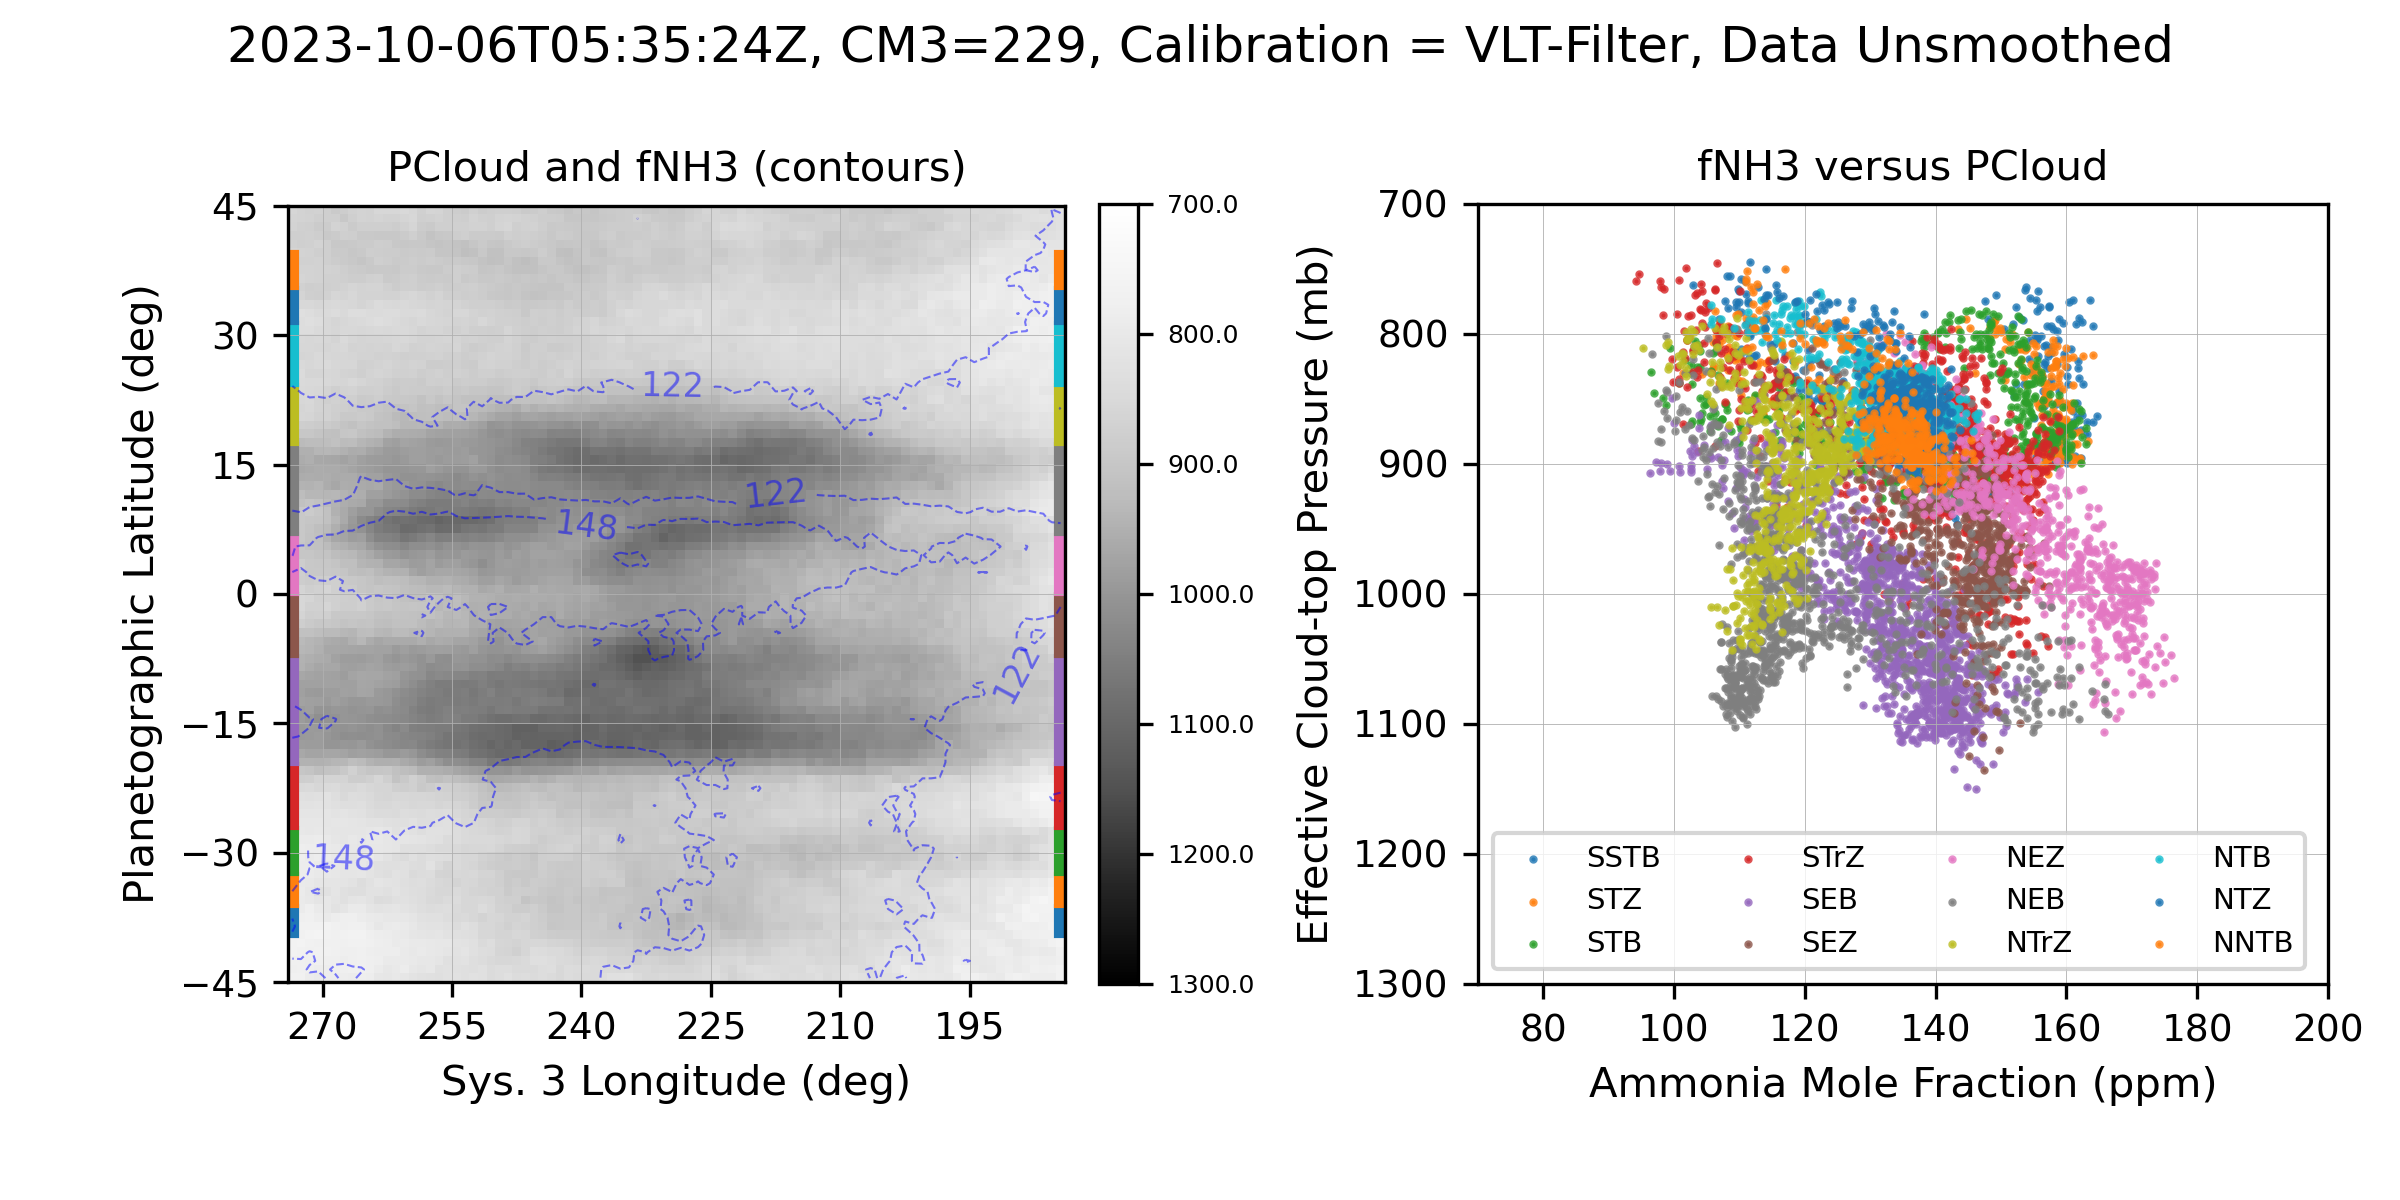 2023-10-06T05:35:24Z, CM3=229, Calibration = VLT-Filter, Data Unsmoothed
PCloud and fNH3 (contours)
Planetographic Latitude (deg)
45
30
15
0
−15
−30
−45
122
122
148
122
148
270 255 240 225 210 195
Sys. 3 Longitude (deg)
700.0
800.0
900.0
1000.0
1100.0
1200.0
1300.0
fNH3 versus PCloud
Effective Cloud-top Pressure (mb)
700
800
900
1000
1100
1200
1300
SSTB STrZ NEZ NTB
STZ SEB NEB NTZ
STB SEZ NTrZ NNTB
80 100 120 140 160 180 200
Ammonia Mole Fraction (ppm)